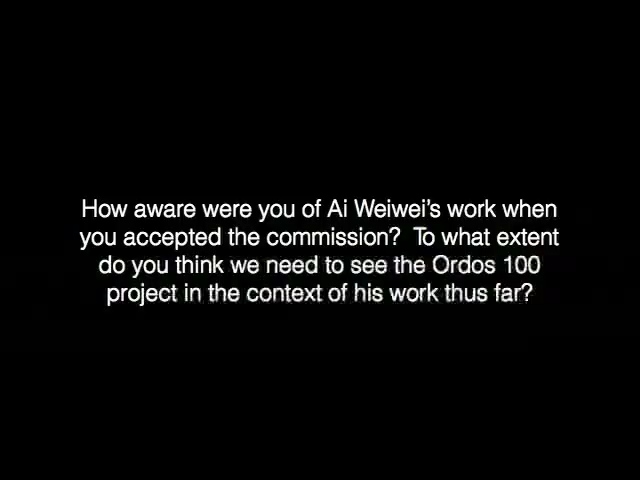 How aware were you of Ai Weiwei's work when
you accepted the commission?  To what extent
do you think we need to see the Ordos 100
project in the context of his work thus far?